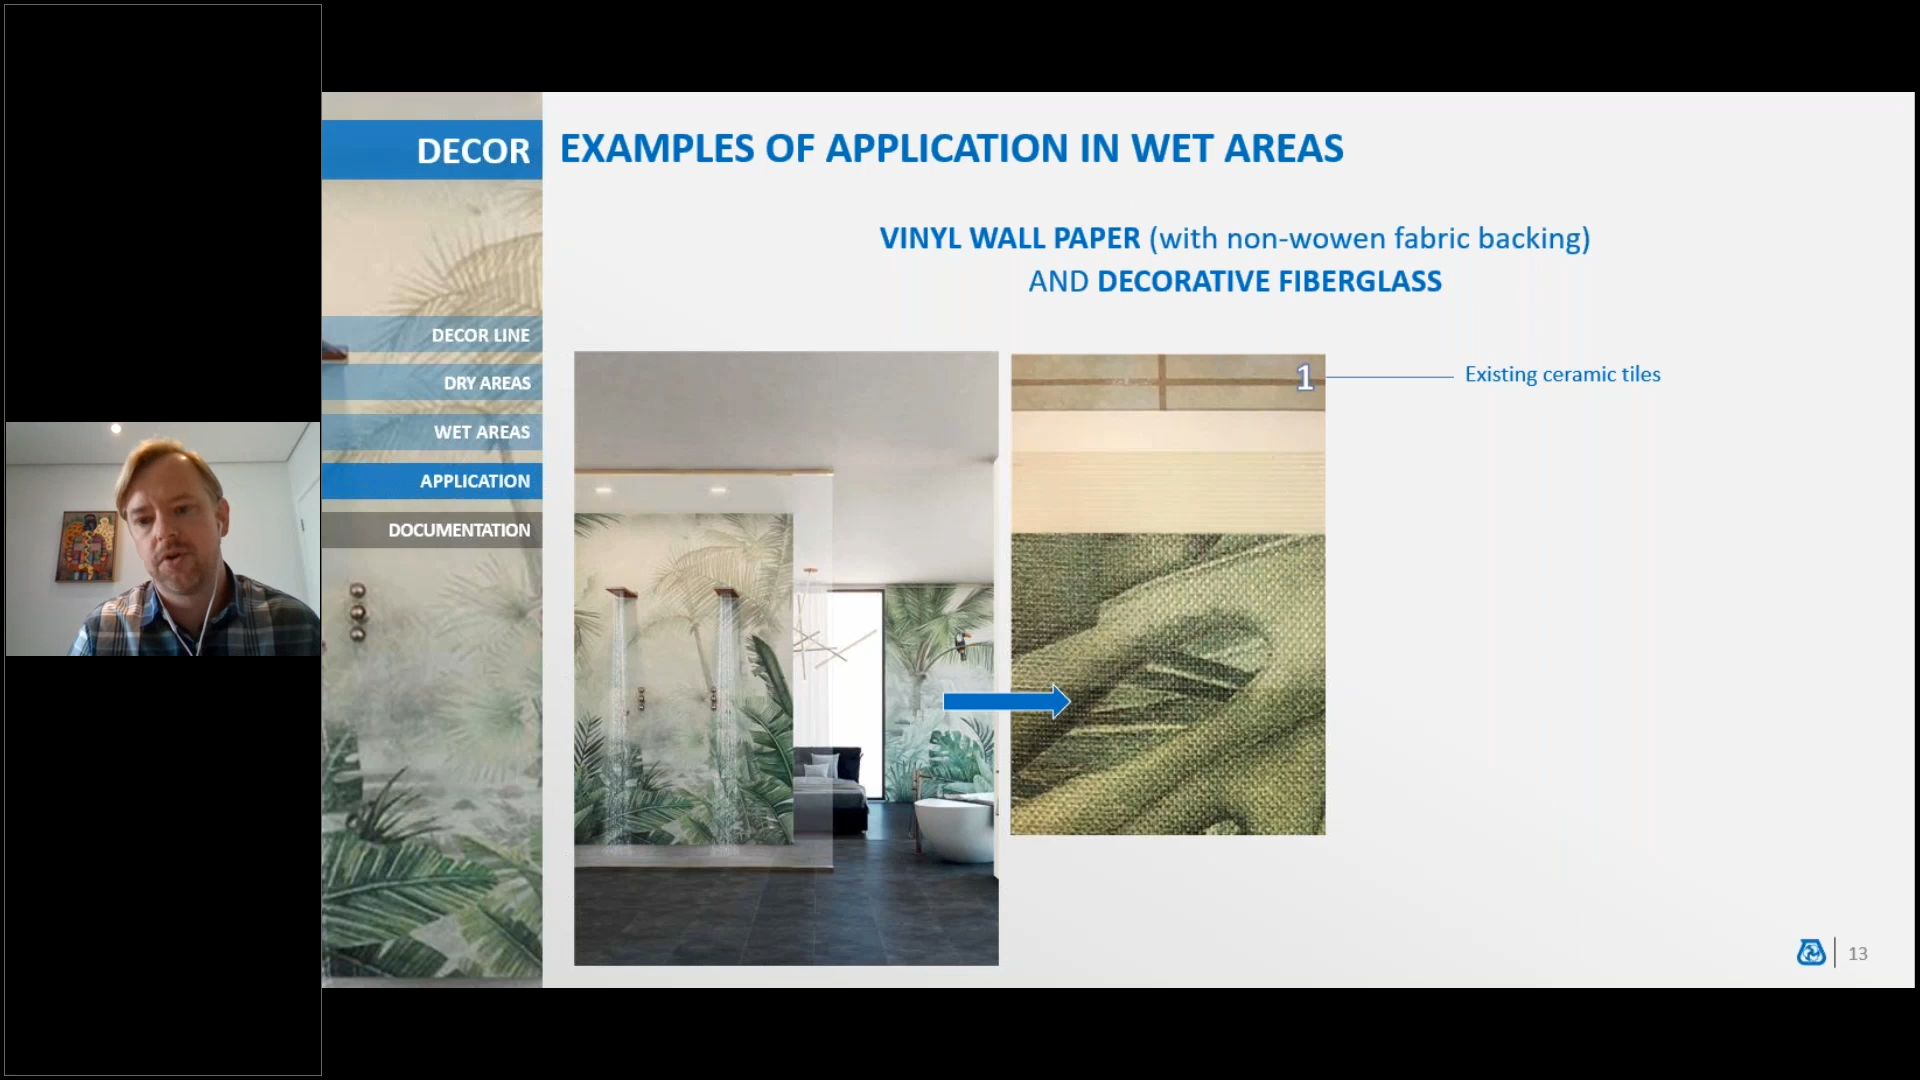 DECOR
EXAMPLES OF APPLICATION IN WET AREAS
VINYL WALL PAPER (with non-wowen fabric backing)
AND DECORATIVE FIBERGLASS
DECOR LINE
DRY AREAS
WET AREAS
APPLICATION
DOCUMENTATION
1
Existing ceramic tiles
13